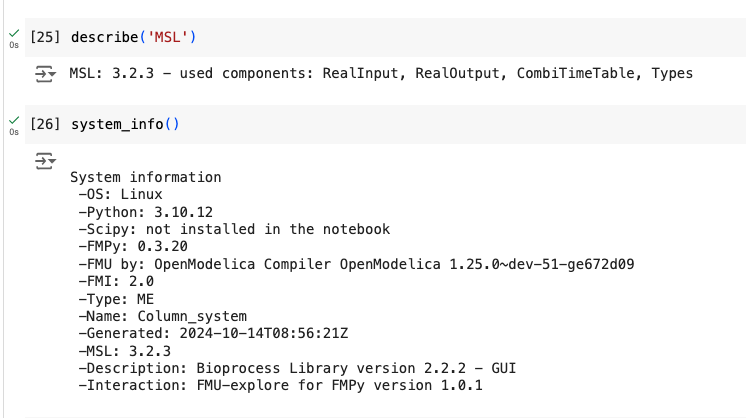 [25] describe('MSL')
0s
MSL: 3.2.3 - used components: RealInput, RealOutput, CombiTimeTable, Types
[26] system_info()
0s
System information
-OS: Linux
-Python: 3.10.12
-Scipy: not installed in the notebook
-FMPy: 0.3.20
-FMU by: OpenModelica Compiler OpenModelica 1.25.0~dev-51-ge672d09
-FMI: 2.0
-Type: ME
-Name: Column_system
-Generated: 2024-10-14T08:56:21Z
-MSL: 3.2.3
-Description: Bioprocess Library version 2.2.2 - GUI
-Interaction: FMU-explore for FMPy version 1.0.1